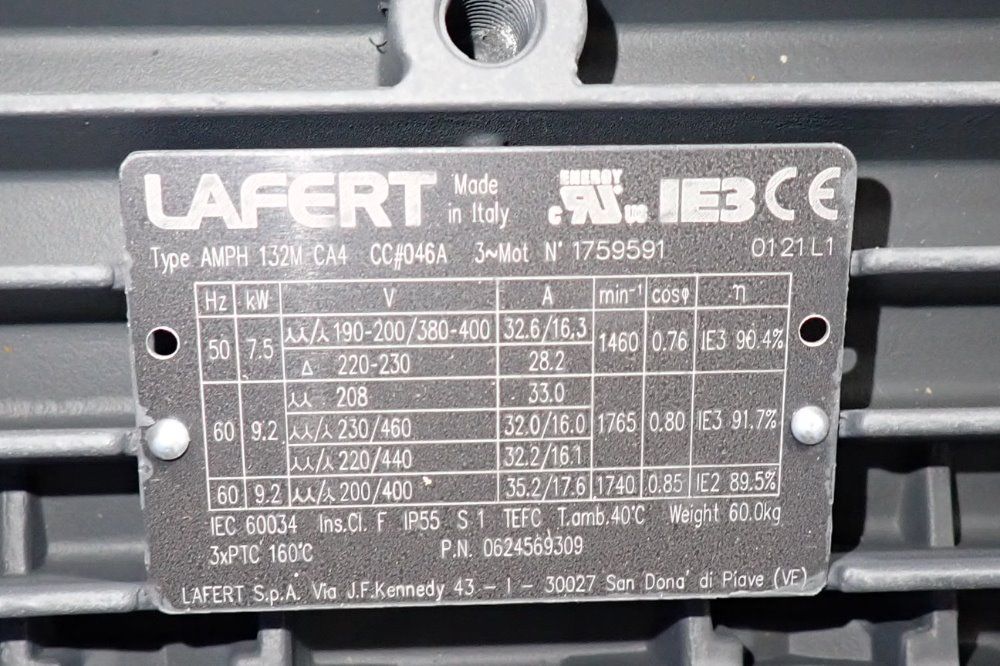 LAFERT Made in Italy ENERGY c RU us IE3 CE
Type AMPH 132M CA4 CC#046A 3~Mot N° 1759591 0121L1
Hz kW V A min⁻¹ cosφ η
50 7.5 ⅄⅄/⅄ 190-200/380-400 32.6/16.3 1460 0.76 IE3 90.4%
Δ 220-230 28.2
60 9.2 ⅄⅄ 208 33.0 1765 0.80 IE3 91.7%
⅄⅄/⅄ 230/460 32.0/16.0
⅄⅄/⅄ 220/440 32.2/16.1
60 9.2 ⅄⅄/⅄ 200/400 35.2/17.6 1740 0.85 IE2 89.5%
IEC 60034 Ins.Cl. F IP55 S 1 TEFC T.amb.40°C Weight 60.0kg
3xPTC 160°C P.N. 0624569309
LAFERT S.p.A. Via J.F.Kennedy 43 - I - 30027 San Dona' di Piave (VE)